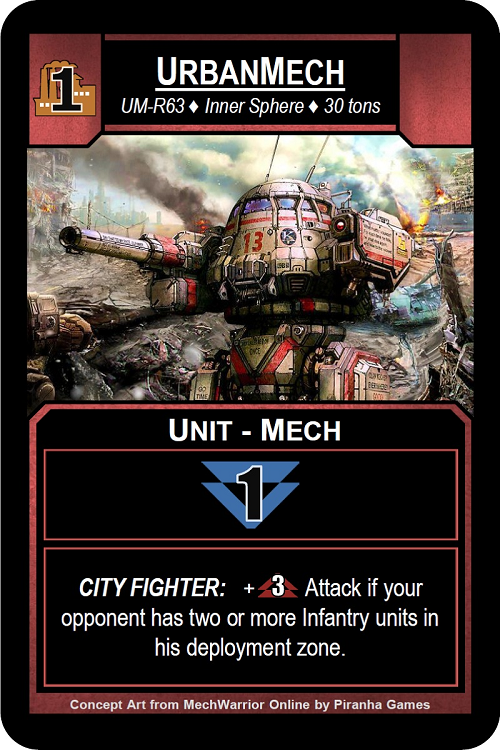 1
URBANMECH
UM-R63 ♦ Inner Sphere ♦ 30 tons
13
UNIT - MECH
1
CITY FIGHTER: +3 Attack if your
opponent has two or more Infantry units in
his deployment zone.
Concept Art from MechWarrior Online by Piranha Games